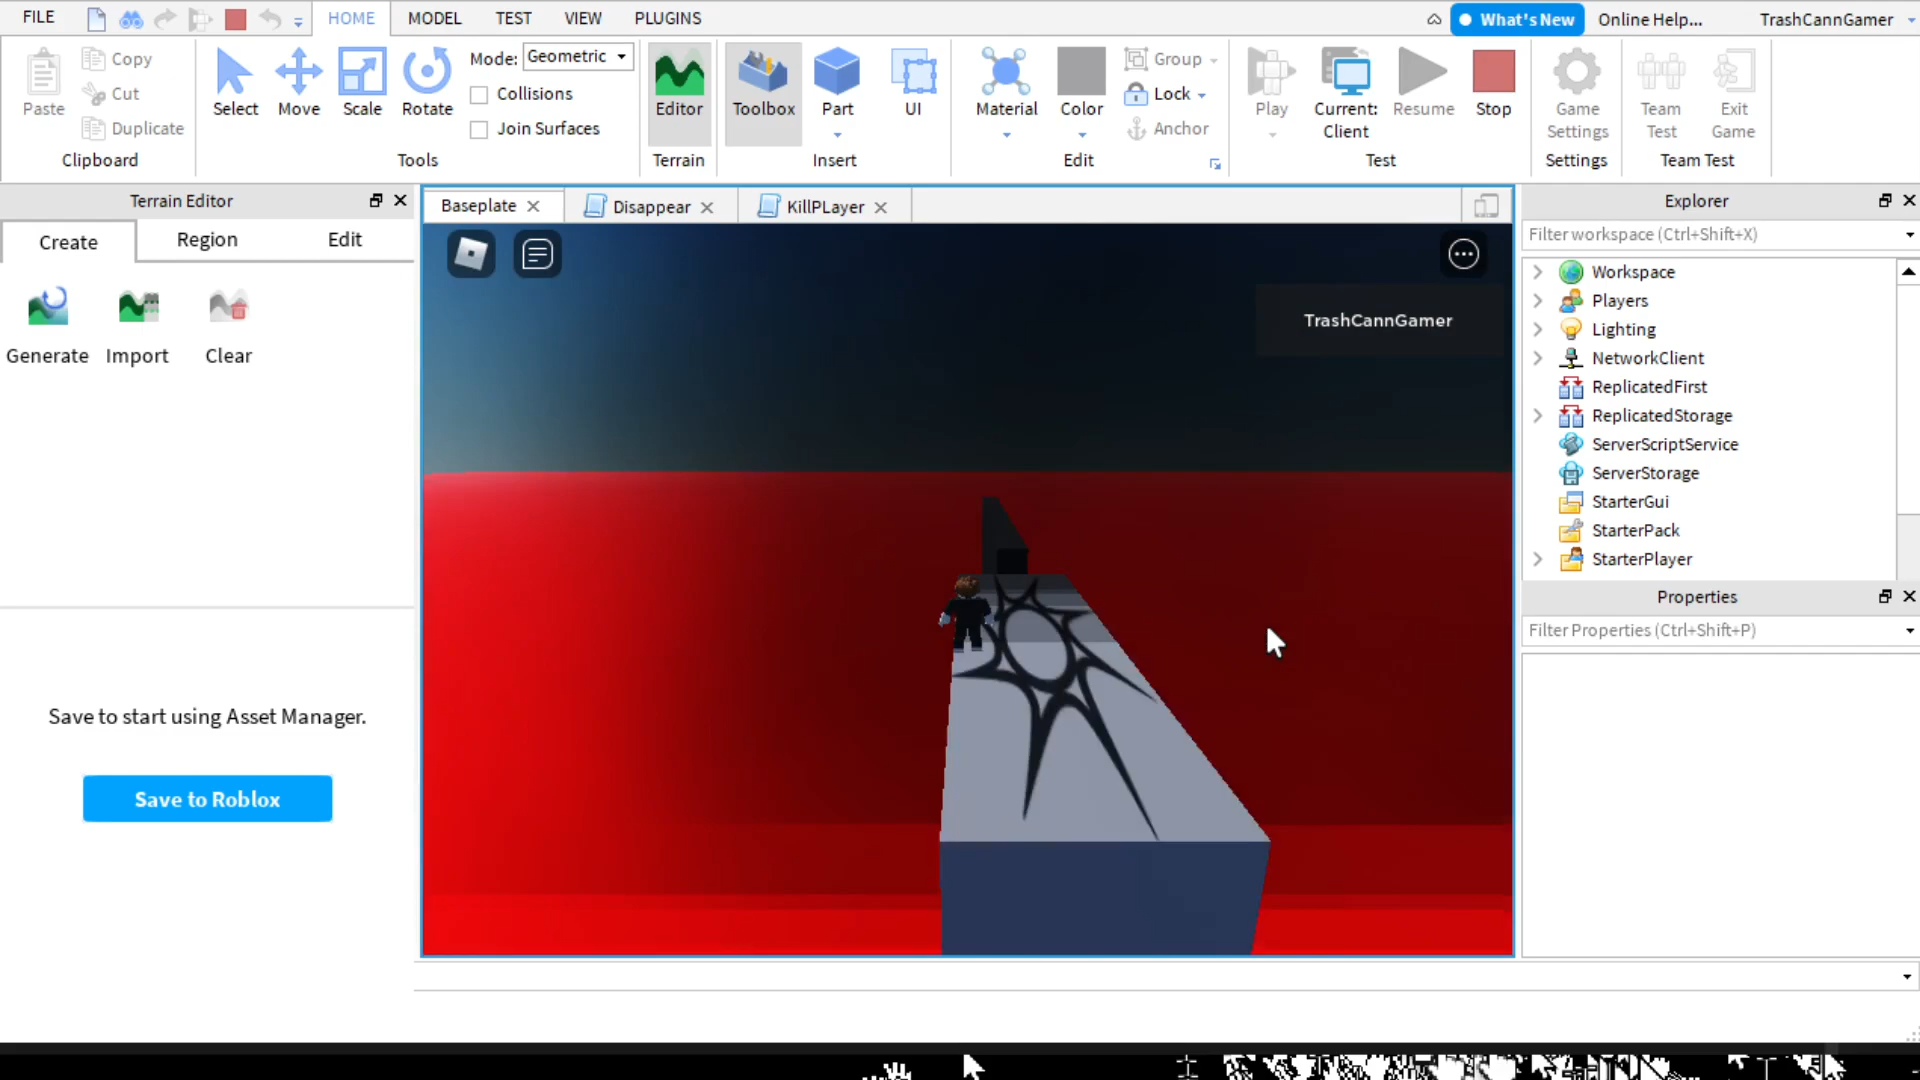 FILE HOME MODEL TEST VIEW PLUGINS What's New Online Help... TrashCannGamer
Paste Copy Cut Duplicate
Clipboard
Select Move Scale Rotate Mode: Geometric
Collisions
Join Surfaces
Tools
Editor
Terrain
Toolbox Part UI
Insert
Material Color Group Lock Anchor
Edit
Play Current: Client Resume Stop
Test
Game Settings
Settings
Team Test Exit Game
Team Test
Terrain Editor
Create Region Edit
Generate Import Clear
Save to start using Asset Manager.
Save to Roblox
Baseplate Disappear KillPLayer
TrashCannGamer
Explorer
Filter workspace (Ctrl+Shift+X)
Workspace
Players
Lighting
NetworkClient
ReplicatedFirst
ReplicatedStorage
ServerScriptService
ServerStorage
StarterGui
StarterPack
StarterPlayer
Properties
Filter Properties (Ctrl+Shift+P)